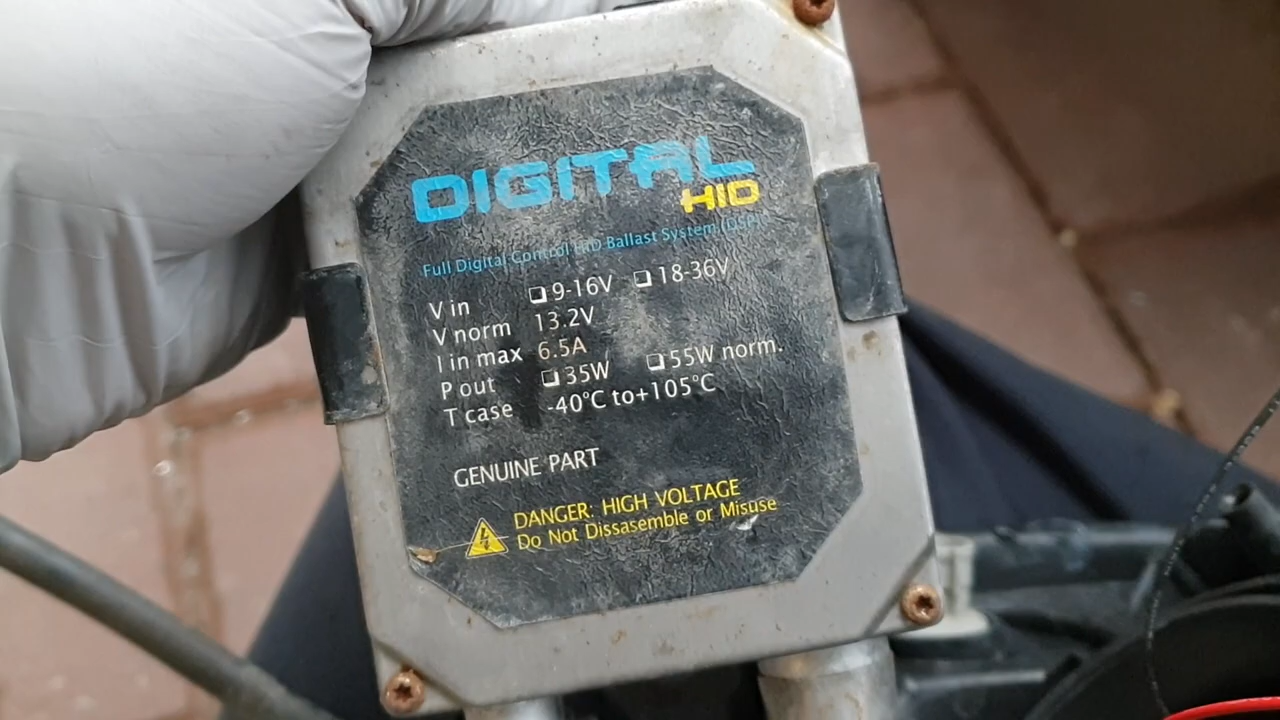 DIGITAL
HID
Full Digital Control HID Ballast System (DSP)
V in ❏ 9-16V ❏ 18-36V
V norm 13.2V
I in max 6.5A
P out ❏ 35W ❏ 55W norm.
T case -40°C to+105°C
GENUINE PART
DANGER: HIGH VOLTAGE
Do Not Dissasemble or Misuse